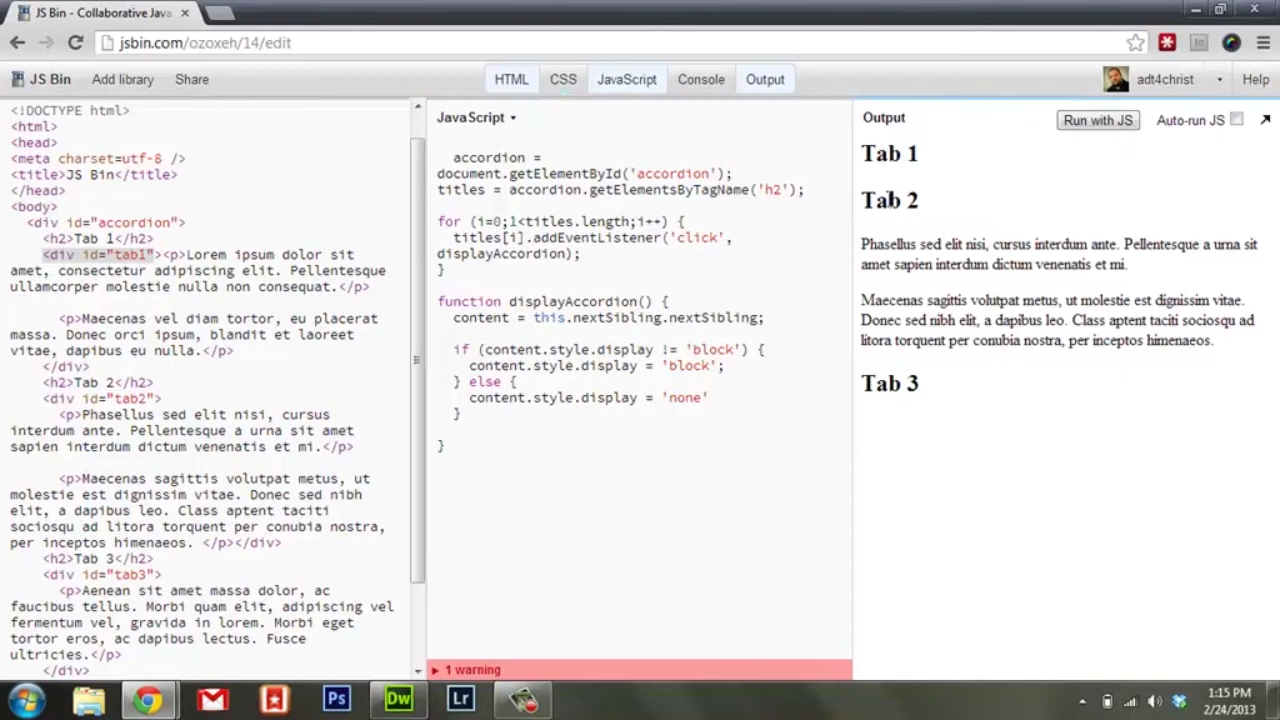 JS Bin - Collaborative Java
jsbin.com/ozoxeh/14/edit
JS Bin Add library Share HTML CSS JavaScript Console Output adt4christ Help
<!DOCTYPE html>
<html>
<head>
<meta charset=utf-8 />
<title>JS Bin</title>
</head>
<body>
<div id="accordion">
<h2>Tab 1</h2>
<div id="tab1"><p>Lorem ipsum dolor sit
amet, consectetur adipiscing elit. Pellentesque
ullamcorper molestie nulla non consequat.</p>
<p>Maecenas vel diam tortor, eu placerat
massa. Donec orci ipsum, blandit et laoreet
vitae, dapibus eu nulla.</p>
</div>
<h2>Tab 2</h2>
<div id="tab2">
<p>Phasellus sed elit nisi, cursus
interdum ante. Pellentesque a urna sit amet
sapien interdum dictum venenatis et mi.</p>
<p>Maecenas sagittis volutpat metus, ut
molestie est dignissim vitae. Donec sed nibh
elit, a dapibus leo. Class aptent taciti
sociosqu ad litora torquent per conubia nostra,
per inceptos himenaeos. </p></div>
<h2>Tab 3</h2>
<div id="tab3">
<p>Aenean sit amet massa dolor, ac
faucibus tellus. Morbi quam elit, adipiscing vel
fermentum vel, gravida in lorem. Morbi eget
tortor eros, ac dapibus lectus. Fusce
ultricies.</p>
</div>
JavaScript
accordion =
document.getElementById('accordion');
titles = accordion.getElementsByTagName('h2');
for (i=0;1<titles.length;i++) {
titles[i].addEventListener('click',
displayAccordion);
}
function displayAccordion() {
content = this.nextSibling.nextSibling;
if (content.style.display != 'block') {
content.style.display = 'block';
} else {
content.style.display = 'none'
}
}
1 warning
Output Run with JS Auto-run JS
Tab 1
Tab 2
Phasellus sed elit nisi, cursus interdum ante. Pellentesque a urna sit
amet sapien interdum dictum venenatis et mi.
Maecenas sagittis volutpat metus, ut molestie est dignissim vitae.
Donec sed nibh elit, a dapibus leo. Class aptent taciti sociosqu ad
litora torquent per conubia nostra, per inceptos himenaeos.
Tab 3
Ps Dw Lr
1:15 PM
2/24/2013